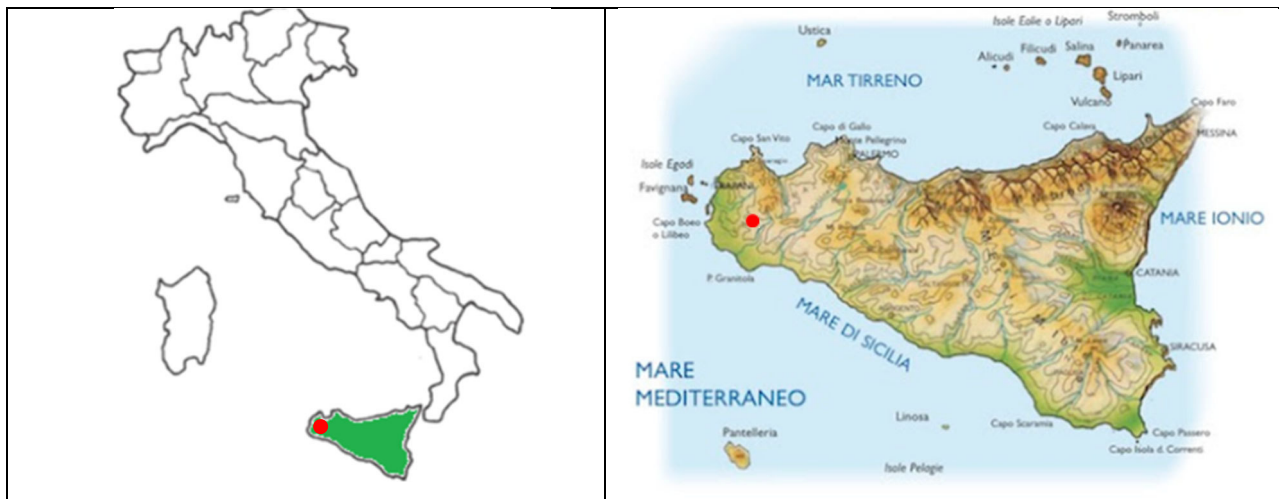 Isole Eolie o Lipari
Stromboli
Ustica
Panarea
Filicudi
Salina
Alicudi
Lipari
MAR TIRRENO
Vulcano
Capo Faro
Capo di Gallo
Capo Calava
MESSINA
Capo San Vito
Monte Pellegrino
PALERMO
Isole Egadi
TRAPANI
Favignana
MARE IONIO
Capo Boeo
o Lilibeo
P. Granitola
CATANIA
MARE DI SICILIA
SIRACUSA
MARE
MEDITERRANEO
Linosa
Capo Scaramia
Pantelleria
Capo Passero
Capo Isola d. Correnti
Isole Pelagie